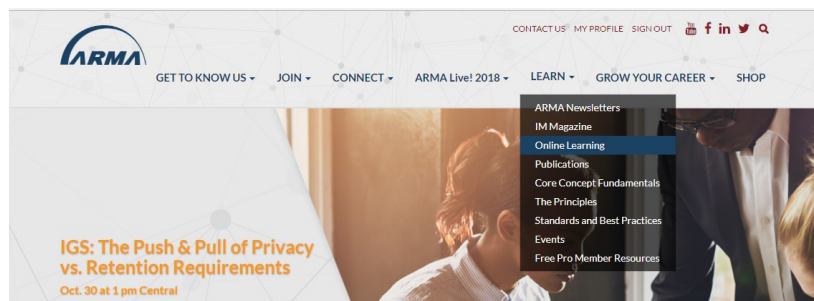 CONTACT US MY PROFILE SIGN OUT You Tube f in
ARMA
GET TO KNOW US JOIN CONNECT ARMA Live! 2018 LEARN GROW YOUR CAREER SHOP
ARMA Newsletters
IM Magazine
Online Learning
Publications
Core Concept Fundamentals
The Principles
Standards and Best Practices
Events
Free Pro Member Resources
IGS: The Push & Pull of Privacy
vs. Retention Requirements
Oct. 30 at 1 pm Central